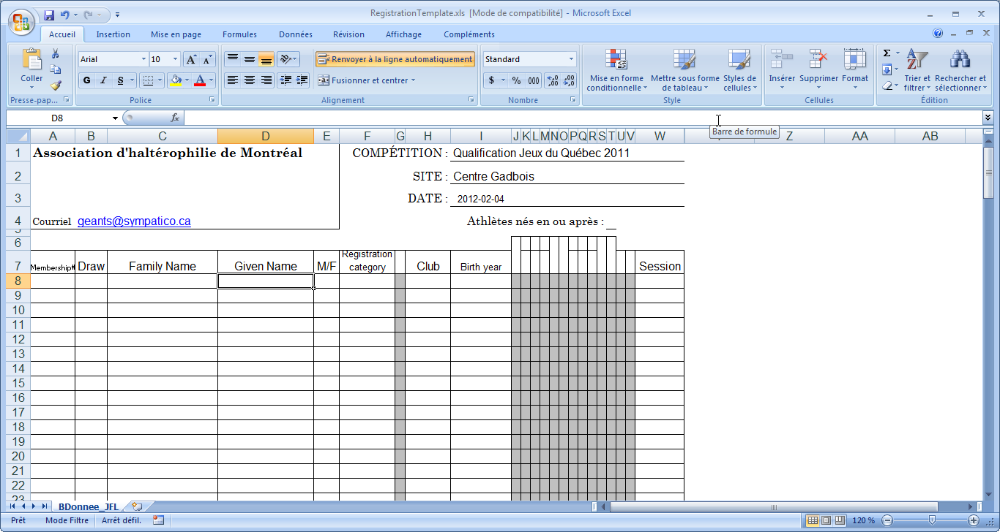 RegistrationTemplate.xls [Mode de compatibilité] - Microsoft Excel
Accueil Insertion Mise en page Formules Données Révision Affichage Compléments
Coller
Arial 10
G I S
Renvoyer à la ligne automatiquement
Fusionner et centrer
Standard
$ % 000
Mise en forme conditionnelle
Mettre sous forme de tableau
Styles de cellules
Insérer Supprimer Format
Σ
Trier et filtrer
Rechercher et sélectionner
Presse-pap... Police Alignement Nombre Style Cellules Édition
D8 fx
Barre de formule
A B C D E F G H I J K L M N O P Q R S T U V W Z AA AB
1 Association d'haltérophilie de Montréal COMPÉTITION : Qualification Jeux du Québec 2011
2 SITE : Centre Gadbois
3 DATE : 2012-02-04
4 Courriel geants@sympatico.ca Athlètes nés en ou après :
5
6
7 Membership# Draw Family Name Given Name M/F Registration category Club Birth year Session
8
9
10
11
12
13
14
15
16
17
18
19
20
21
22
23
BDonnee_JFL
Prêt Mode Filtre Arrêt défil. 120 %